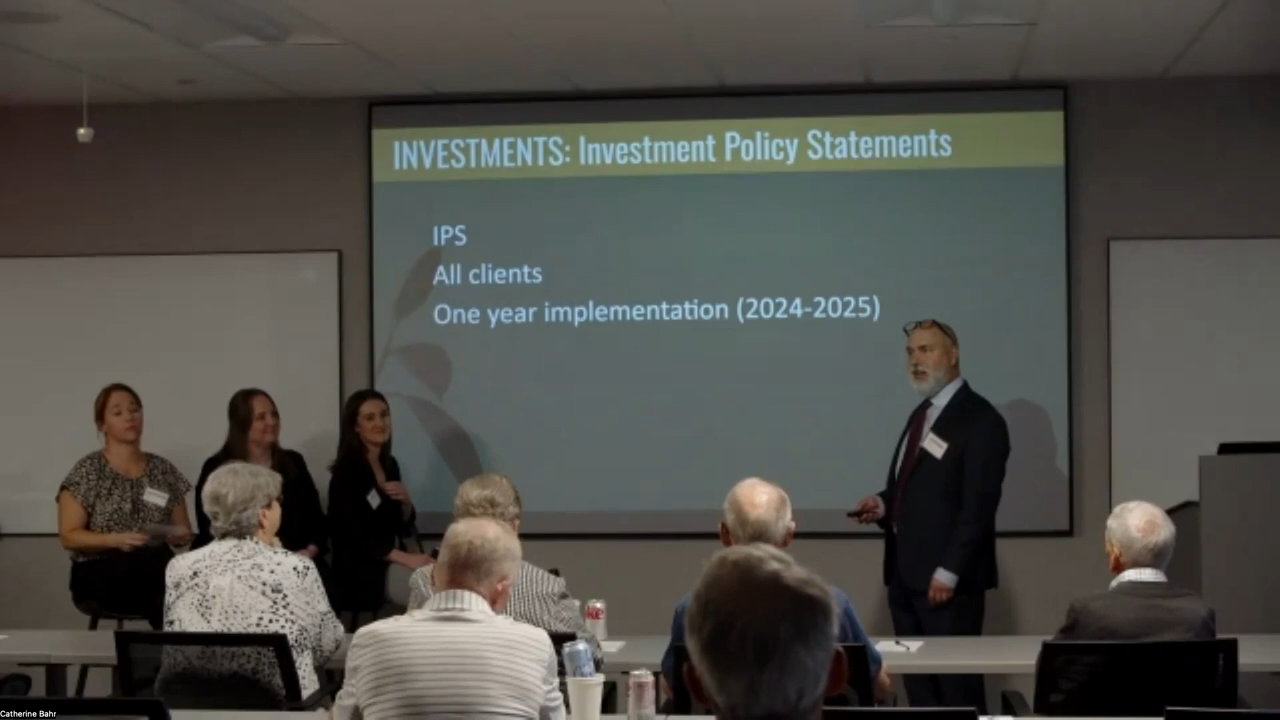 INVESTMENTS: Investment Policy Statements
IPS
All clients
One year implementation (2024-2025)
Catherine Bahr